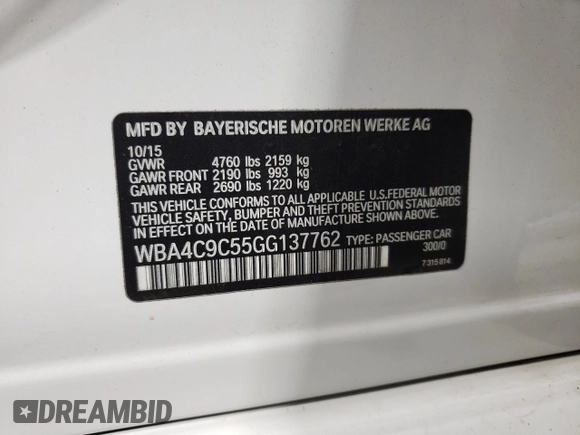 MFD BY BAYERISCHE MOTOREN WERKE AG
10/15
GVWR 4760 lbs 2159 kg
GAWR FRONT 2190 lbs 993 kg
GAWR REAR 2690 lbs 1220 kg
THIS VEHICLE CONFORMS TO ALL APPLICABLE U.S.FEDERAL MOTOR
VEHICLE SAFETY, BUMPER AND THEFT PREVENTION STANDARDS
IN EFFECT ON THE DATE OF MANUFACTURE SHOWN ABOVE.
WBA4C9C55GG137762 TYPE: PASSENGER CAR
300/0
7 315 814
DREAMBID